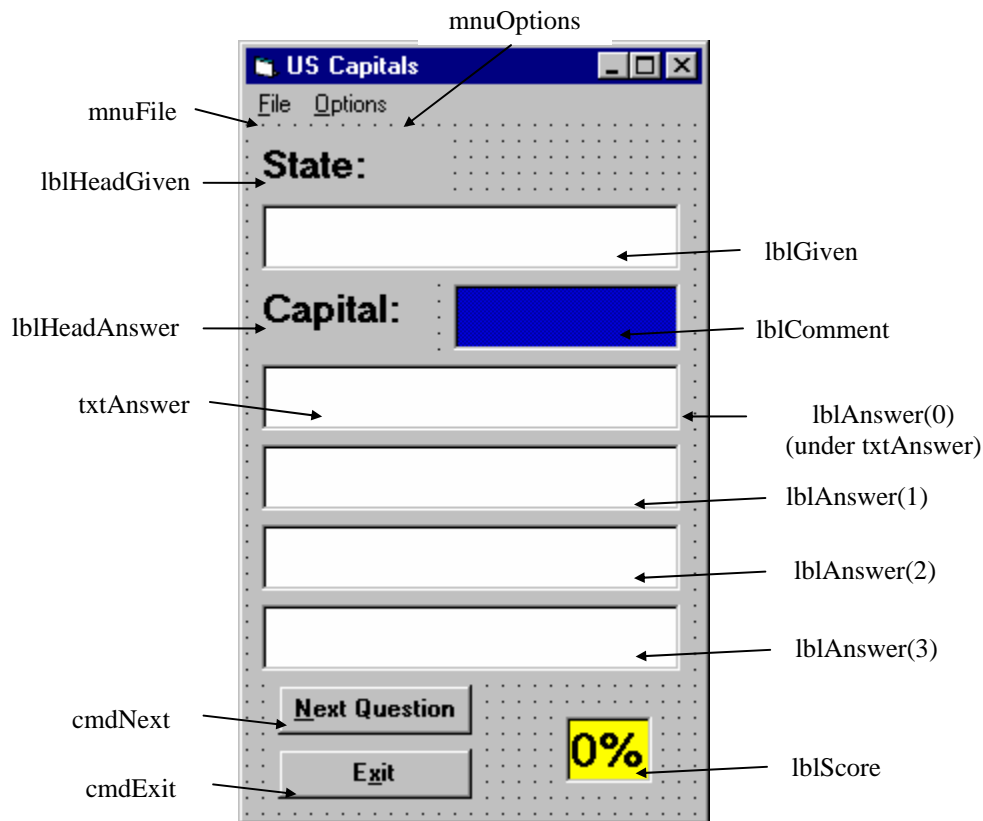 mnuOptions
US Capitals
File Options
mnuFile
State:
lblHeadGiven
lblGiven
Capital:
lblHeadAnswer
lblComment
txtAnswer
lblAnswer(0)
(under txtAnswer)
lblAnswer(1)
lblAnswer(2)
lblAnswer(3)
Next Question
cmdNext
0%
Exit
lblScore
cmdExit